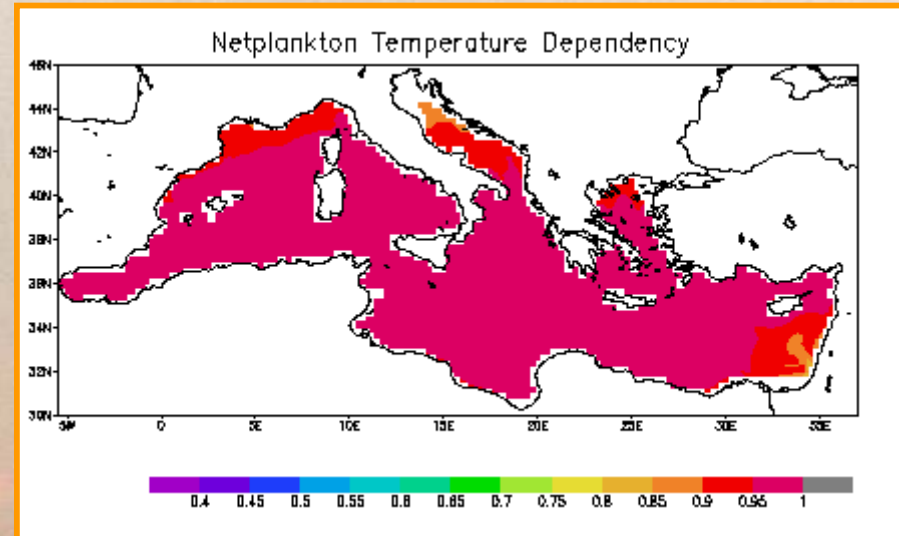 Netplankton Temperature Dependency
46N
44N
42N
40N
38N
36N
34N
32N
30N
5W 0 5E 10E 15E 20E 25E 30E 35E
0.4 0.45 0.5 0.55 0.6 0.65 0.7 0.75 0.8 0.85 0.9 0.95 1